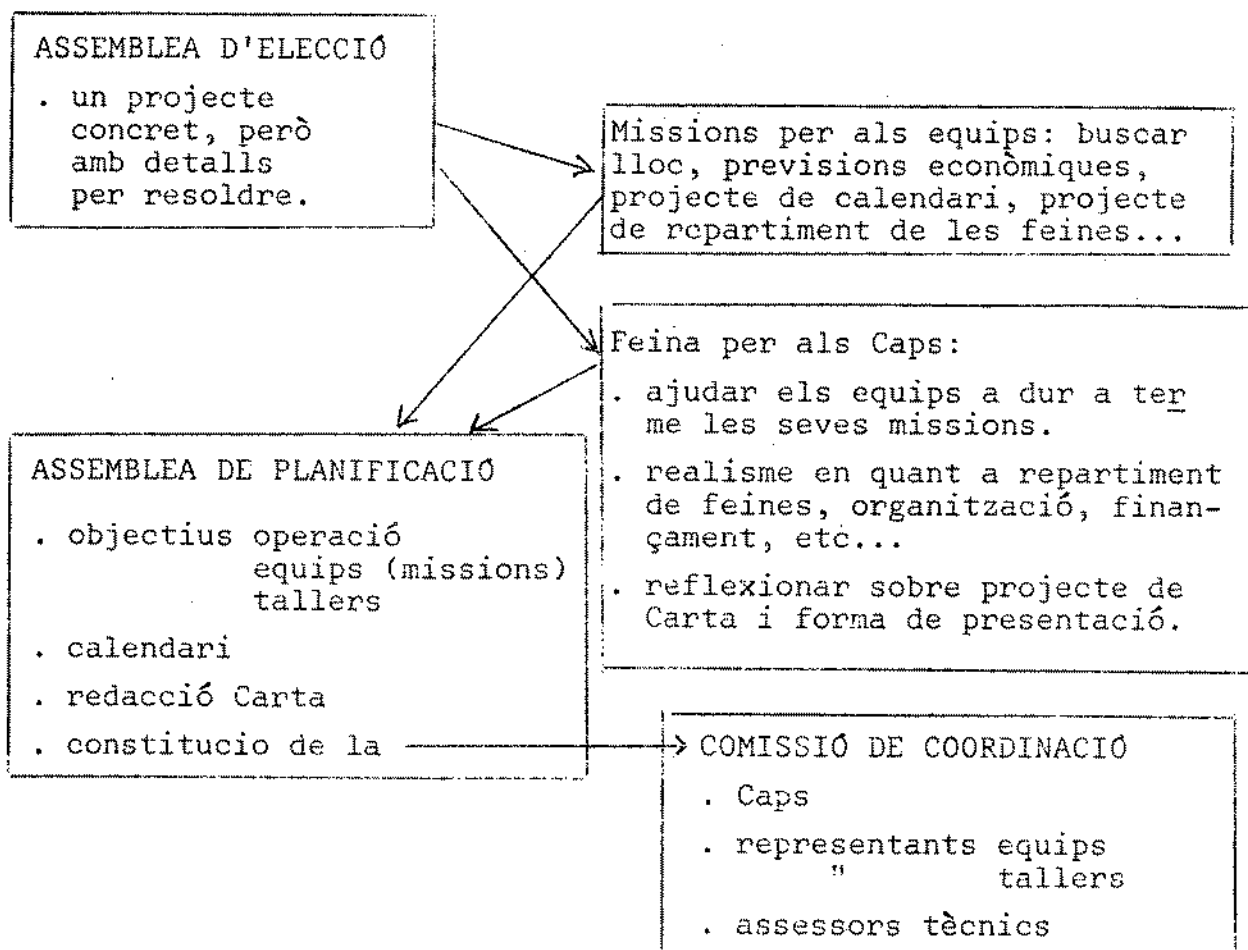 ASSEMBLEA D'ELECCIÓ
. un projecte
concret, però
amb detalls
per resoldre.
Missions per als equips: buscar
lloc, previsions econòmiques,
projecte de calendari, projecte
de repartiment de les feines...
Feina per als Caps:
. ajudar els equips a dur a ter
me les seves missions.
. realisme en quant a repartiment
de feines, organització, finan-
çament, etc...
. reflexionar sobre projecte de
Carta i forma de presentació.
ASSEMBLEA DE PLANIFICACIÓ
. objectius operació
equips (missions)
tallers
. calendari
. redacció Carta
. constitucio de la
COMISSIÓ DE COORDINACIÓ
. Caps
. representants equips
" tallers
. assessors tècnics